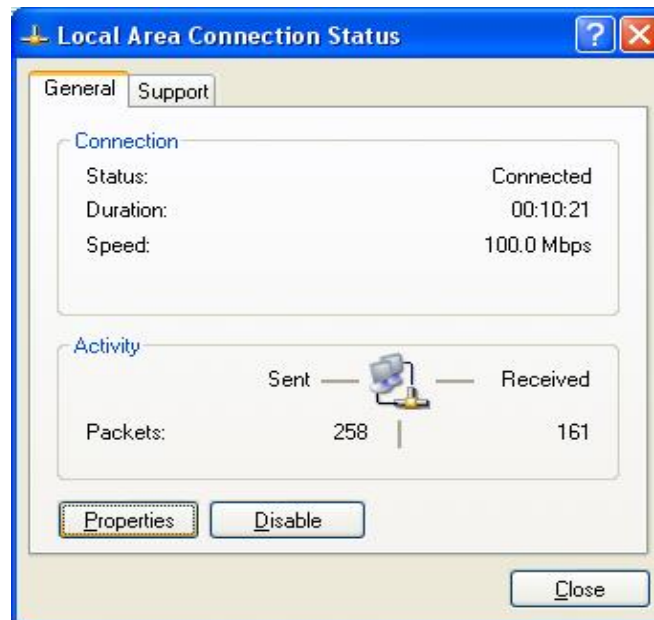 Local Area Connection Status
General Support
Connection
Status: Connected
Duration: 00:10:21
Speed: 100.0 Mbps
Activity
Sent Received
Packets: 258 161
Properties Disable
Close